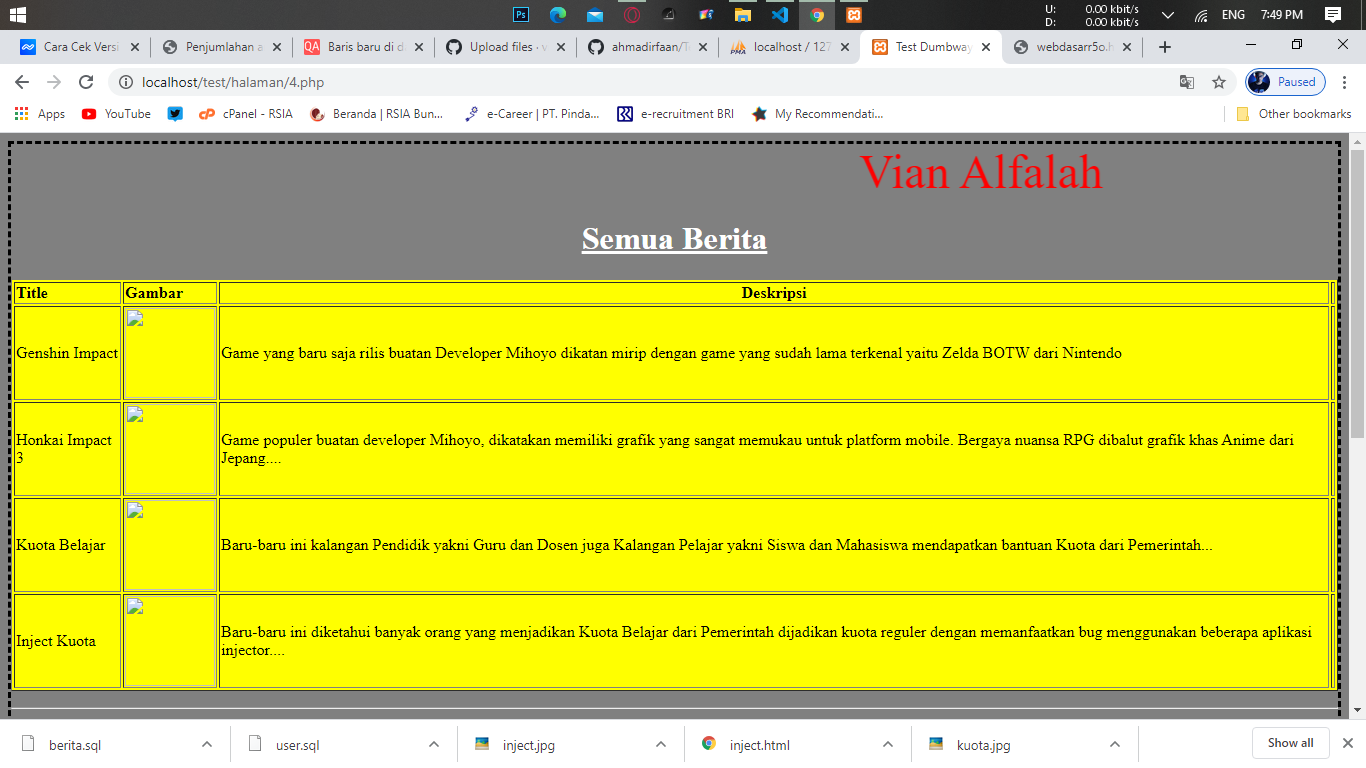 U: 0.00 kbit/s
D: 0.00 kbit/s
ENG 7:49 PM
Cara Cek Versi
Penjumlahan a
Baris baru di d
Upload files · v
ahmadirfaan/Te
localhost / 127
Test Dumbway
webdasarr5o.h
localhost/test/halaman/4.php
Paused
Apps
YouTube
cPanel - RSIA
Beranda | RSIA Bun...
e-Career | PT. Pinda...
e-recruitment BRI
My Recommendati...
Other bookmarks
Vian Alfalah
Semua Berita
Title Gambar Deskripsi
Genshin Impact
Game yang baru saja rilis buatan Developer Mihoyo dikatan mirip dengan game yang sudah lama terkenal yaitu Zelda BOTW dari Nintendo
Honkai Impact
3
Game populer buatan developer Mihoyo, dikatakan memiliki grafik yang sangat memukau untuk platform mobile. Bergaya nuansa RPG dibalut grafik khas Anime dari
Jepang....
Kuota Belajar
Baru-baru ini kalangan Pendidik yakni Guru dan Dosen juga Kalangan Pelajar yakni Siswa dan Mahasiswa mendapatkan bantuan Kuota dari Pemerintah...
Inject Kuota
Baru-baru ini diketahui banyak orang yang menjadikan Kuota Belajar dari Pemerintah dijadikan kuota reguler dengan memanfaatkan bug menggunakan beberapa aplikasi
injector....
berita.sql
user.sql
inject.jpg
inject.html
kuota.jpg
Show all